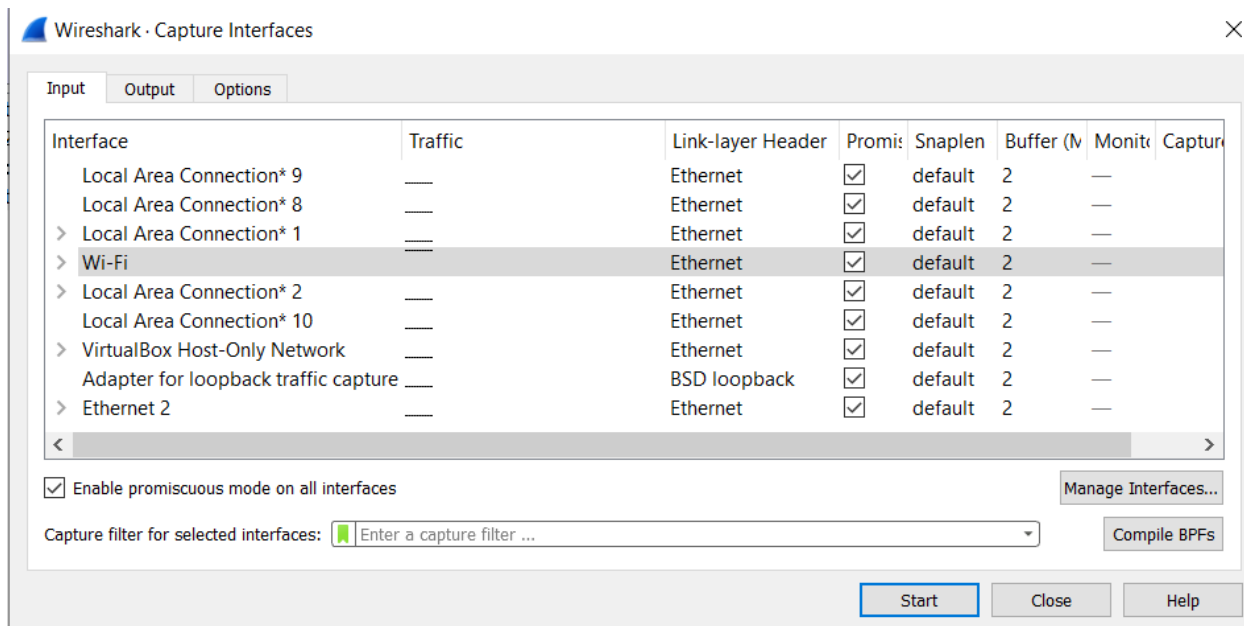 Wireshark · Capture Interfaces
Input Output Options
Interface Traffic Link-layer Header Promis Snaplen Buffer (M Monito Capture
Local Area Connection* 9 Ethernet default 2 —
Local Area Connection* 8 Ethernet default 2 —
Local Area Connection* 1 Ethernet default 2 —
Wi-Fi Ethernet default 2 —
Local Area Connection* 2 Ethernet default 2 —
Local Area Connection* 10 Ethernet default 2 —
VirtualBox Host-Only Network Ethernet default 2 —
Adapter for loopback traffic capture BSD loopback default 2 —
Ethernet 2 Ethernet default 2 —
Enable promiscuous mode on all interfaces Manage Interfaces...
Capture filter for selected interfaces: Enter a capture filter ... Compile BPFs
Start Close Help